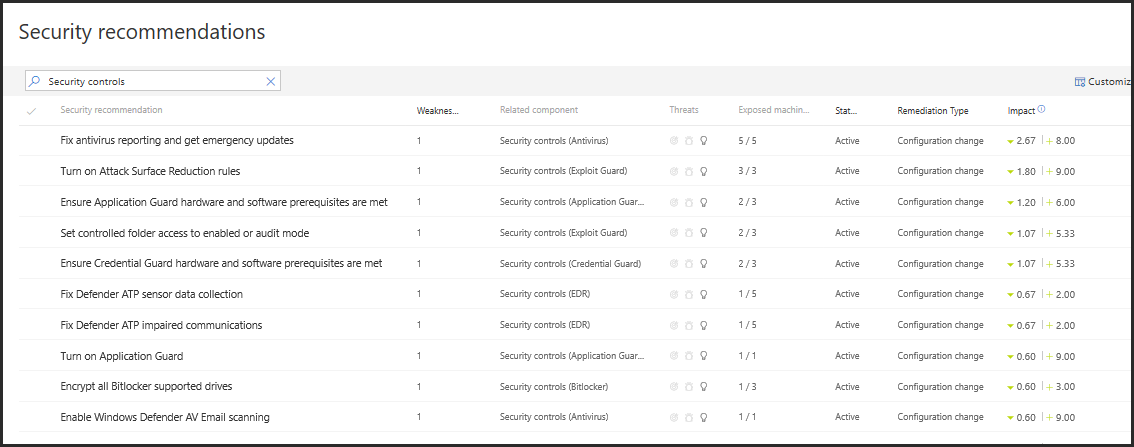 Security recommendations
Security controls
Customiz
Security recommendation Weaknes... Related component Threats Exposed machin... Stat... Remediation Type Impact
Fix antivirus reporting and get emergency updates 1 Security controls (Antivirus) 5 / 5 Active Configuration change 2.67 | + 8.00
Turn on Attack Surface Reduction rules 1 Security controls (Exploit Guard) 3 / 3 Active Configuration change 1.80 | + 9.00
Ensure Application Guard hardware and software prerequisites are met 1 Security controls (Application Guar... 2 / 3 Active Configuration change 1.20 | + 6.00
Set controlled folder access to enabled or audit mode 1 Security controls (Exploit Guard) 2 / 3 Active Configuration change 1.07 | + 5.33
Ensure Credential Guard hardware and software prerequisites are met 1 Security controls (Credential Guard) 2 / 3 Active Configuration change 1.07 | + 5.33
Fix Defender ATP sensor data collection 1 Security controls (EDR) 1 / 5 Active Configuration change 0.67 | + 2.00
Fix Defender ATP impaired communications 1 Security controls (EDR) 1 / 5 Active Configuration change 0.67 | + 2.00
Turn on Application Guard 1 Security controls (Application Guar... 1 / 1 Active Configuration change 0.60 | + 9.00
Encrypt all Bitlocker supported drives 1 Security controls (Bitlocker) 1 / 3 Active Configuration change 0.60 | + 3.00
Enable Windows Defender AV Email scanning 1 Security controls (Antivirus) 1 / 1 Active Configuration change 0.60 | + 9.00